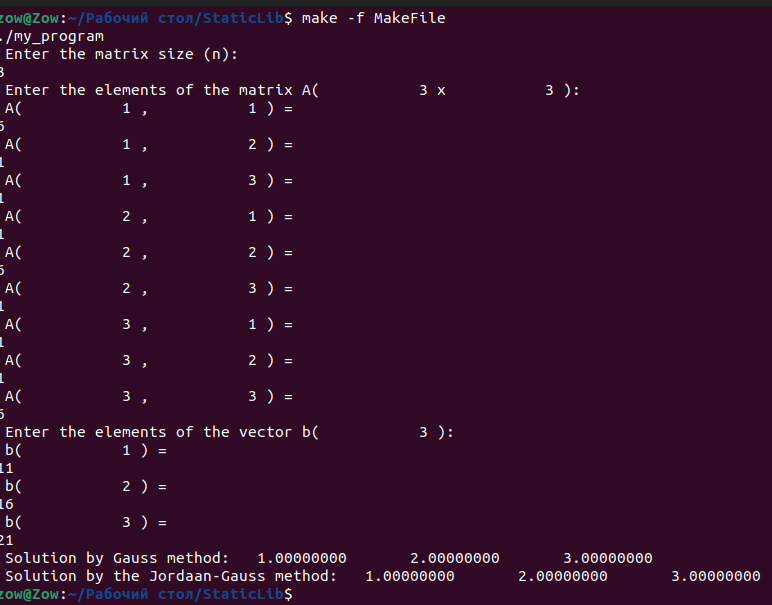 zow@Zow:~/Рабочий стол/StaticLib$ make -f MakeFile
./my_program
Enter the matrix size (n):
3
Enter the elements of the matrix A( 3 x 3 ):
A( 1 , 1 ) =
6
A( 1 , 2 ) =
1
A( 1 , 3 ) =
1
A( 2 , 1 ) =
1
A( 2 , 2 ) =
6
A( 2 , 3 ) =
1
A( 3 , 1 ) =
1
A( 3 , 2 ) =
1
A( 3 , 3 ) =
6
Enter the elements of the vector b( 3 ):
b( 1 ) =
11
b( 2 ) =
16
b( 3 ) =
21
Solution by Gauss method: 1.00000000 2.00000000 3.00000000
Solution by the Jordaan-Gauss method: 1.00000000 2.00000000 3.00000000
zow@Zow:~/Рабочий стол/StaticLib$